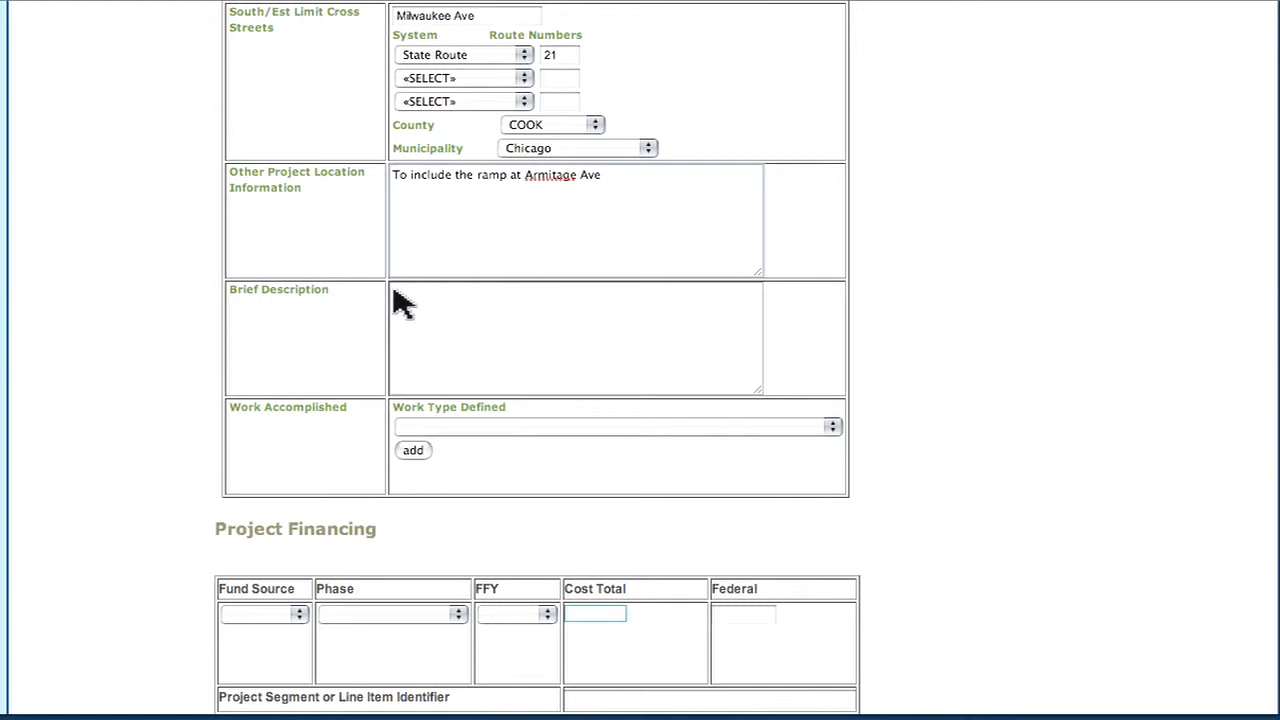 South/Est Limit Cross
Streets
Milwaukee Ave
System Route Numbers
State Route 21
«SELECT»
«SELECT»
County COOK
Municipality Chicago
Other Project Location
Information
To include the ramp at Armitage Ave
Brief Description
Work Accomplished
Work Type Defined
add
Project Financing
Fund Source Phase FFY Cost Total Federal
Project Segment or Line Item Identifier